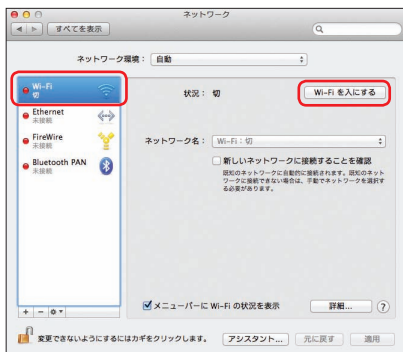 ネットワーク
すべてを表示
ネットワーク環境： 自動
Wi-Fi
切
Ethernet
未接続
FireWire
未接続
Bluetooth PAN
未接続
状況： 切
Wi-Fi を入にする
ネットワーク名： Wi-Fi：切
新しいネットワークに接続することを確認
既知のネットワークに自動的に接続されます。既知のネット
ワークに接続できない場合は、手動でネットワークを選択す
る必要があります。
メニューバーに Wi-Fi の状況を表示
詳細... ?
変更できないようにするにはカギをクリックします。
アシスタント... 元に戻す 適用